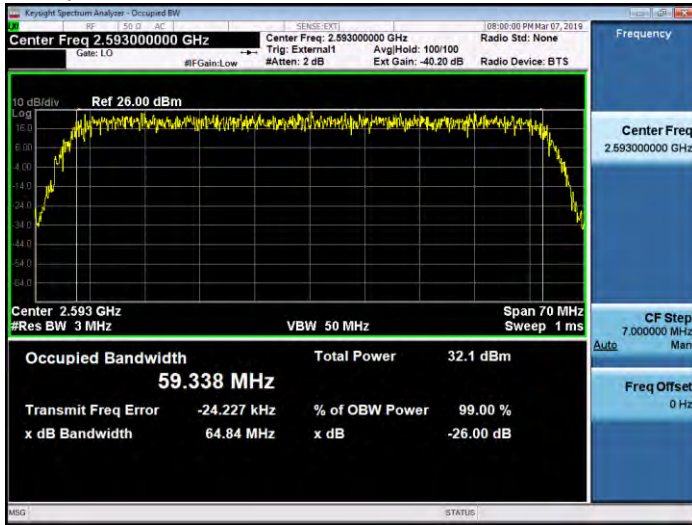 Keysight Spectrum Analyzer - Occupied BW
LXI RF 50 Ω AC SENSE:EXT 08:00:00 PM Mar 07, 2019
Center Freq 2.593000000 GHz
Center Freq: 2.593000000 GHz
Radio Std: None
Gate: LO
Trig: External1
Avg|Hold: 100/100
#IFGain:Low
#Atten: 2 dB
Ext Gain: -40.20 dB
Radio Device: BTS
10 dB/div
Ref 26.00 dBm
Log
16.0
6.00
-4.00
-14.0
-24.0
-34.0
-44.0
-54.0
-64.0
Center 2.593 GHz
Span 70 MHz
#Res BW 3 MHz
VBW 50 MHz
Sweep 1 ms
Occupied Bandwidth
59.338 MHz
Total Power 32.1 dBm
Transmit Freq Error -24.227 kHz
% of OBW Power 99.00 %
x dB Bandwidth 64.84 MHz
x dB -26.00 dB
MSG
STATUS
Frequency
Center Freq
2.593000000 GHz
CF Step
7.000000 MHz
Auto Man
Freq Offset
0 Hz